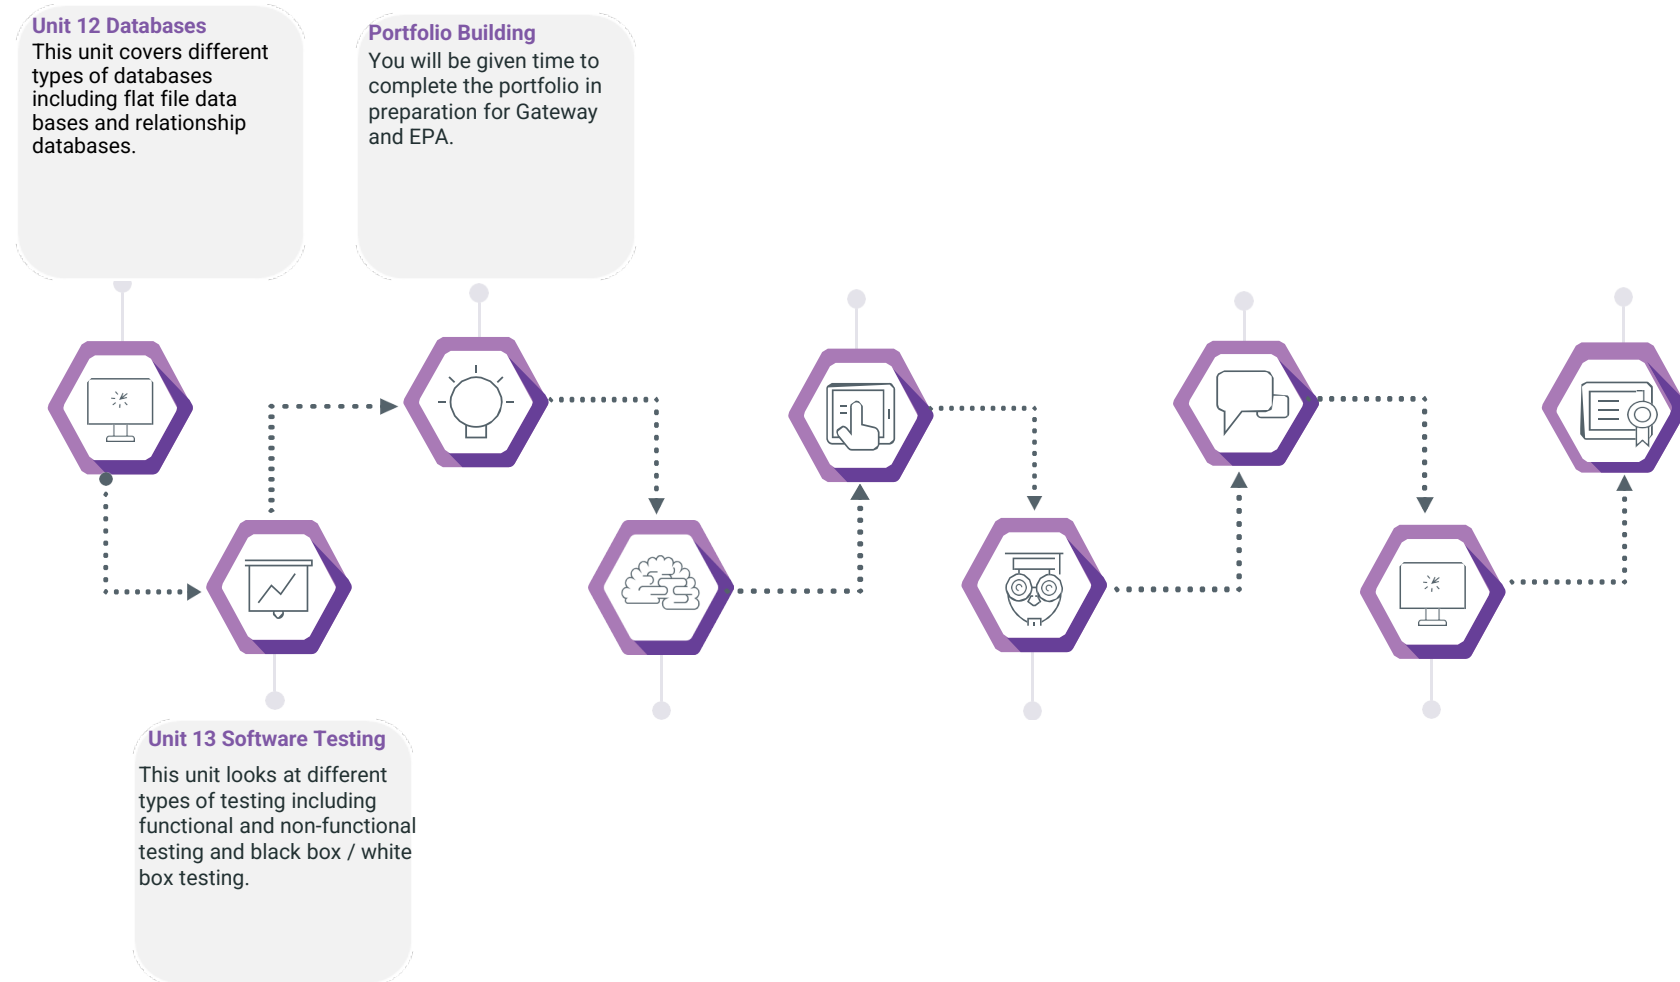 Unit 12 Databases
This unit covers different
types of databases
including flat file data
bases and relationship
databases.
Portfolio Building
You will be given time to
complete the portfolio in
preparation for Gateway
and EPA.
Unit 13 Software Testing
This unit looks at different
types of testing including
functional and non-functional
testing and black box / white
box testing.